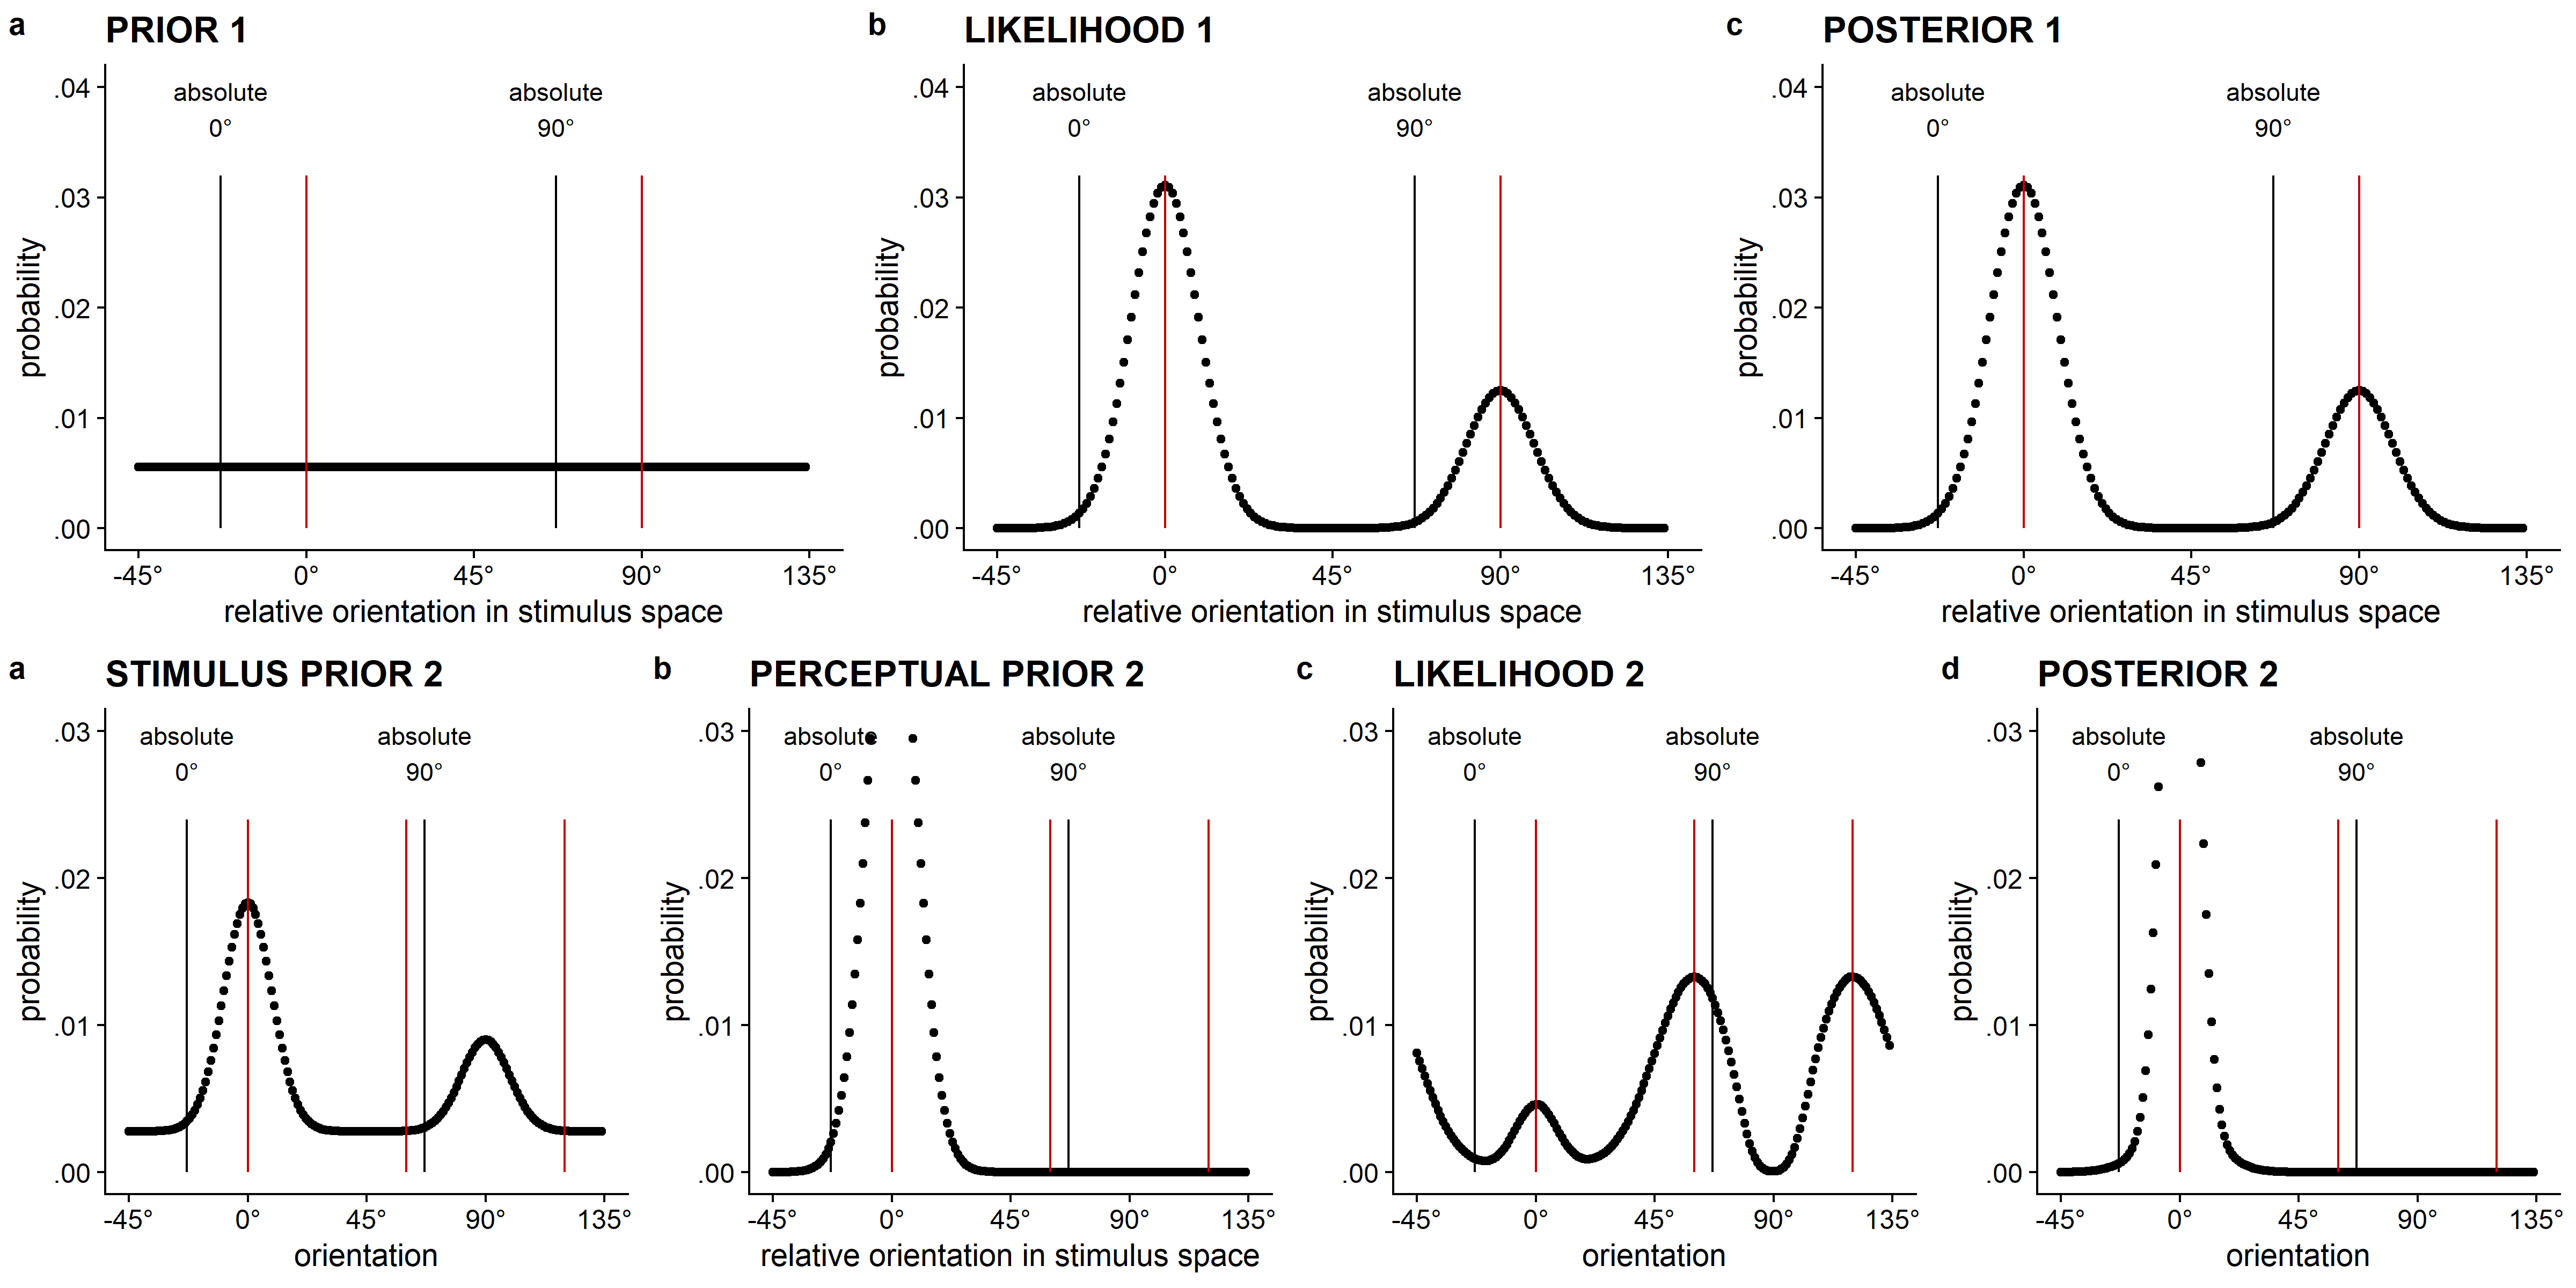 a PRIOR 1
.04
.03
.02
.01
.00
probability
absolute
0°
absolute
90°
-45° 0° 45° 90° 135°
relative orientation in stimulus space
b LIKELIHOOD 1
.04
.03
.02
.01
.00
probability
absolute
0°
absolute
90°
-45° 0° 45° 90° 135°
relative orientation in stimulus space
c POSTERIOR 1
.04
.03
.02
.01
.00
probability
absolute
0°
absolute
90°
-45° 0° 45° 90° 135°
relative orientation in stimulus space
a STIMULUS PRIOR 2
.03
.02
.01
.00
probability
absolute
0°
absolute
90°
-45° 0° 45° 90° 135°
orientation
b PERCEPTUAL PRIOR 2
.03
.02
.01
.00
probability
absolute
0°
absolute
90°
-45° 0° 45° 90° 135°
relative orientation in stimulus space
c LIKELIHOOD 2
.03
.02
.01
.00
probability
absolute
0°
absolute
90°
-45° 0° 45° 90° 135°
orientation
d POSTERIOR 2
.03
.02
.01
.00
probability
absolute
0°
absolute
90°
-45° 0° 45° 90° 135°
orientation